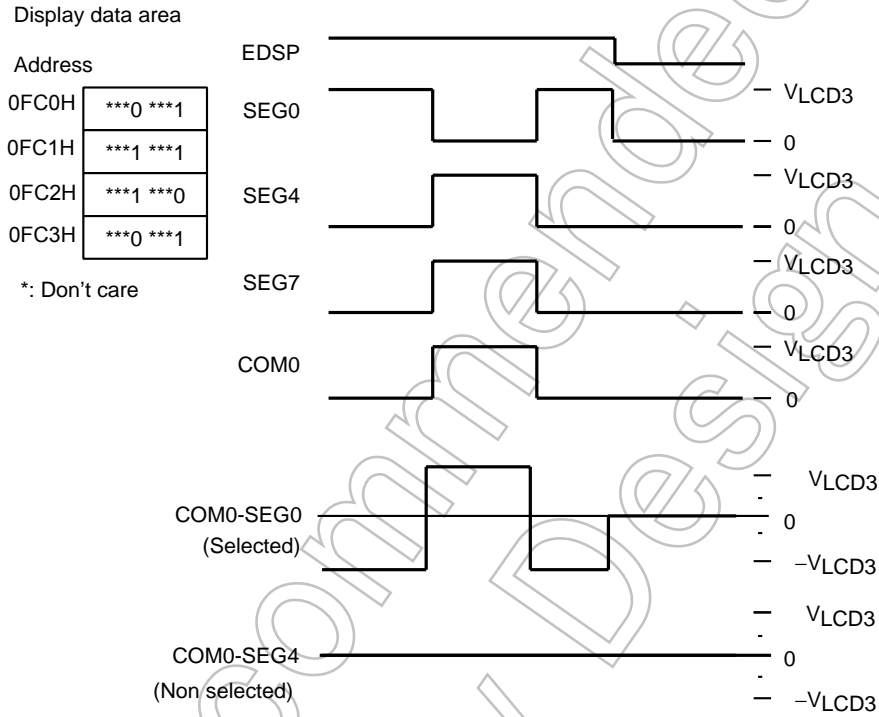 Display data area
Address
0FC0H ***0 ***1
0FC1H ***1 ***1
0FC2H ***1 ***0
0FC3H ***0 ***1
*: Don't care
EDSP
SEG0
VLCD3
0
SEG4
VLCD3
0
SEG7
VLCD3
0
COM0
VLCD3
0
COM0-SEG0
(Selected)
VLCD3
0
−VLCD3
COM0-SEG4
(Non selected)
VLCD3
0
−VLCD3
commended
Design